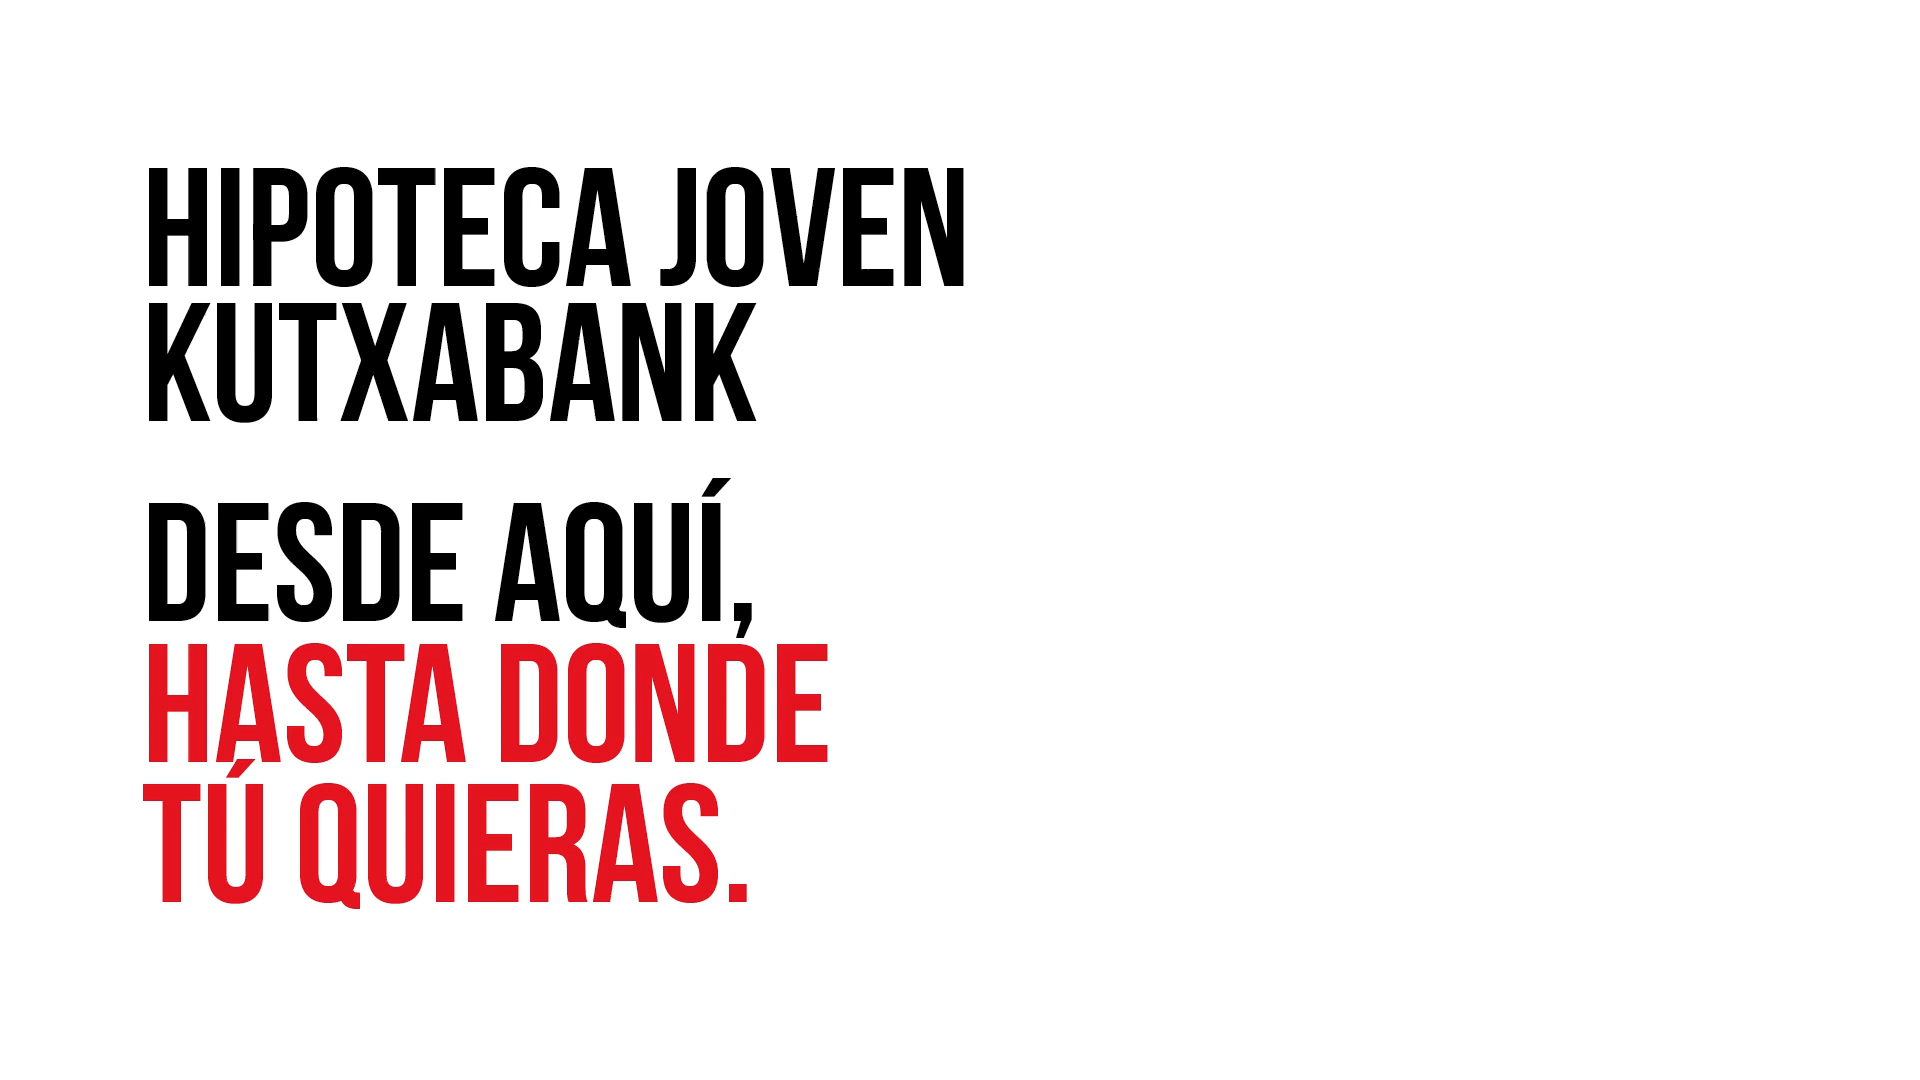 HIPOTECA JOVEN
KUTXABANK
DESDE AQUÍ,
HASTA DONDE
TÚ QUIERAS.